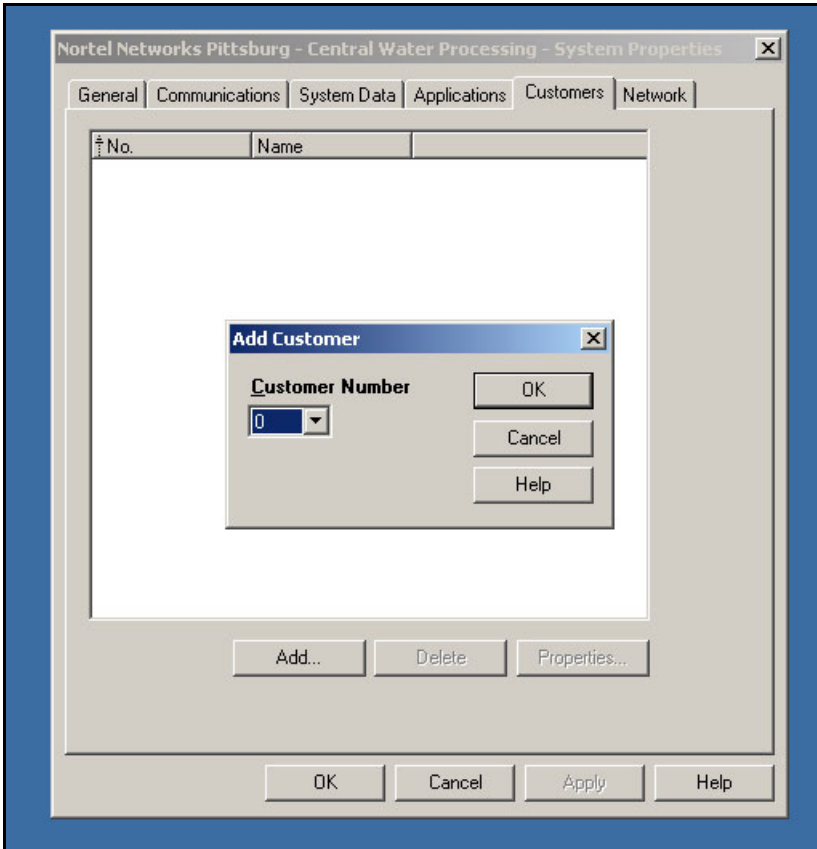 Nortel Networks Pittsburg - Central Water Processing - System Properties
General Communications System Data Applications Customers Network
No. Name
Add Customer
Customer Number
OK
0
Cancel
Help
Add... Delete Properties...
OK Cancel Apply Help